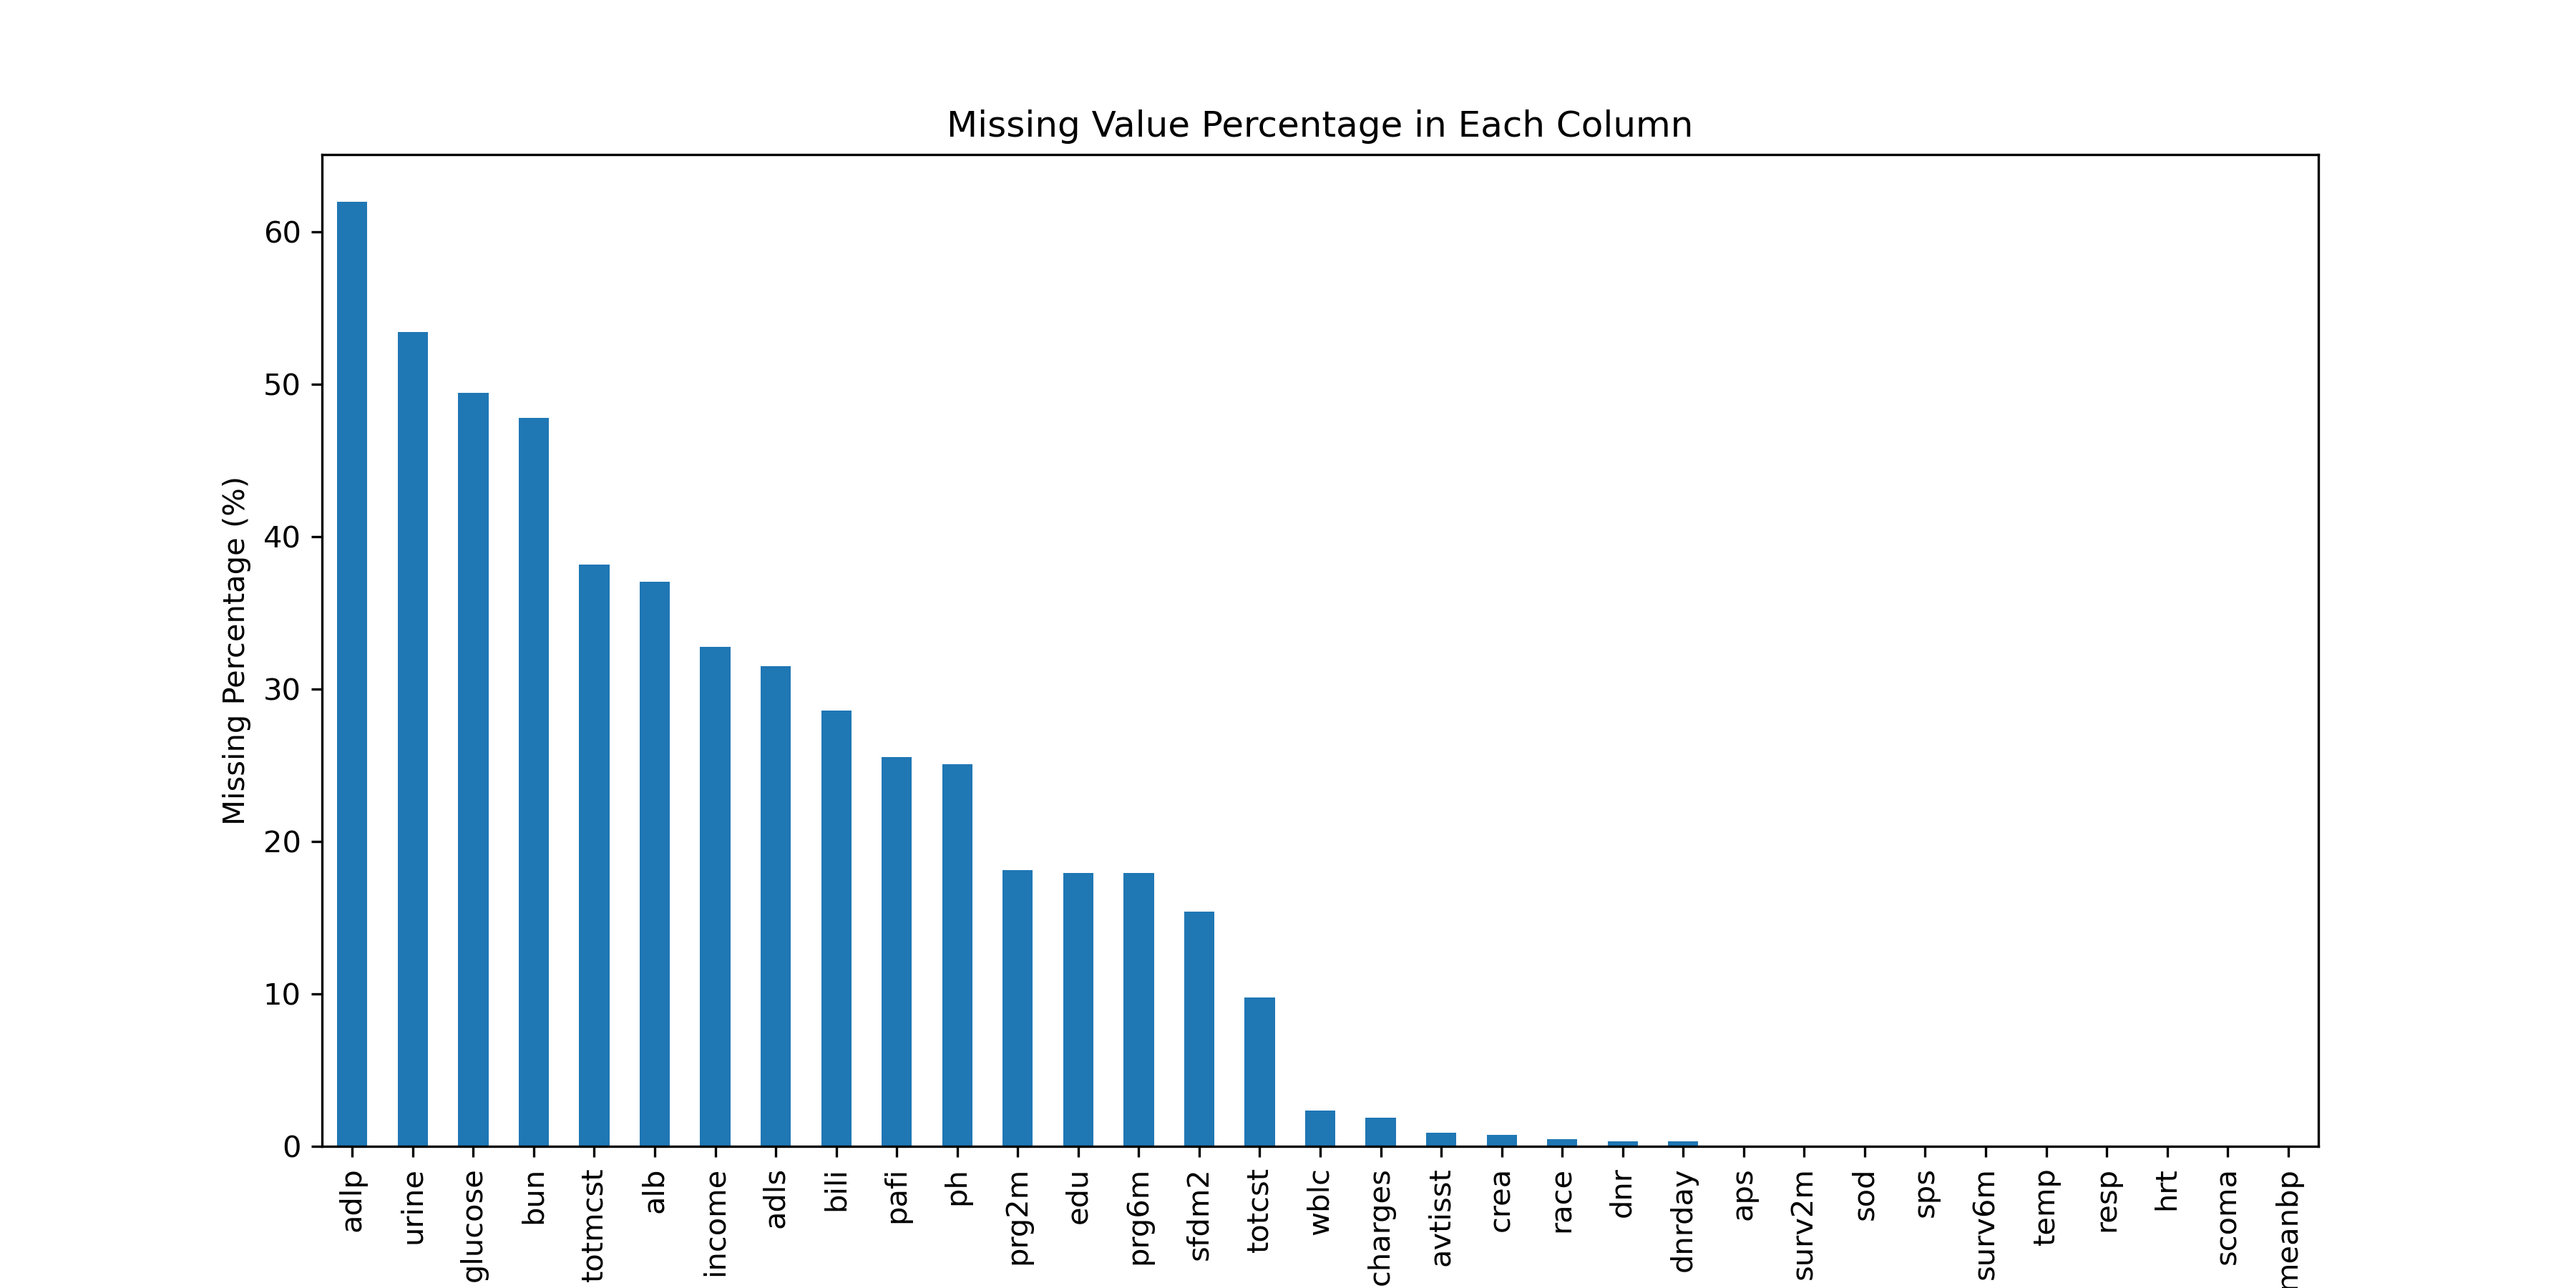 Missing Value Percentage in Each Column
Missing Percentage (%)
60
50
40
30
20
10
0
adlp
urine
glucose
bun
totmcst
alb
income
adls
bili
pafi
ph
prg2m
edu
prg6m
sfdm2
totcst
wblc
charges
avtisst
crea
race
dnr
dnrday
aps
surv2m
sod
sps
surv6m
temp
resp
hrt
scoma
meanbp